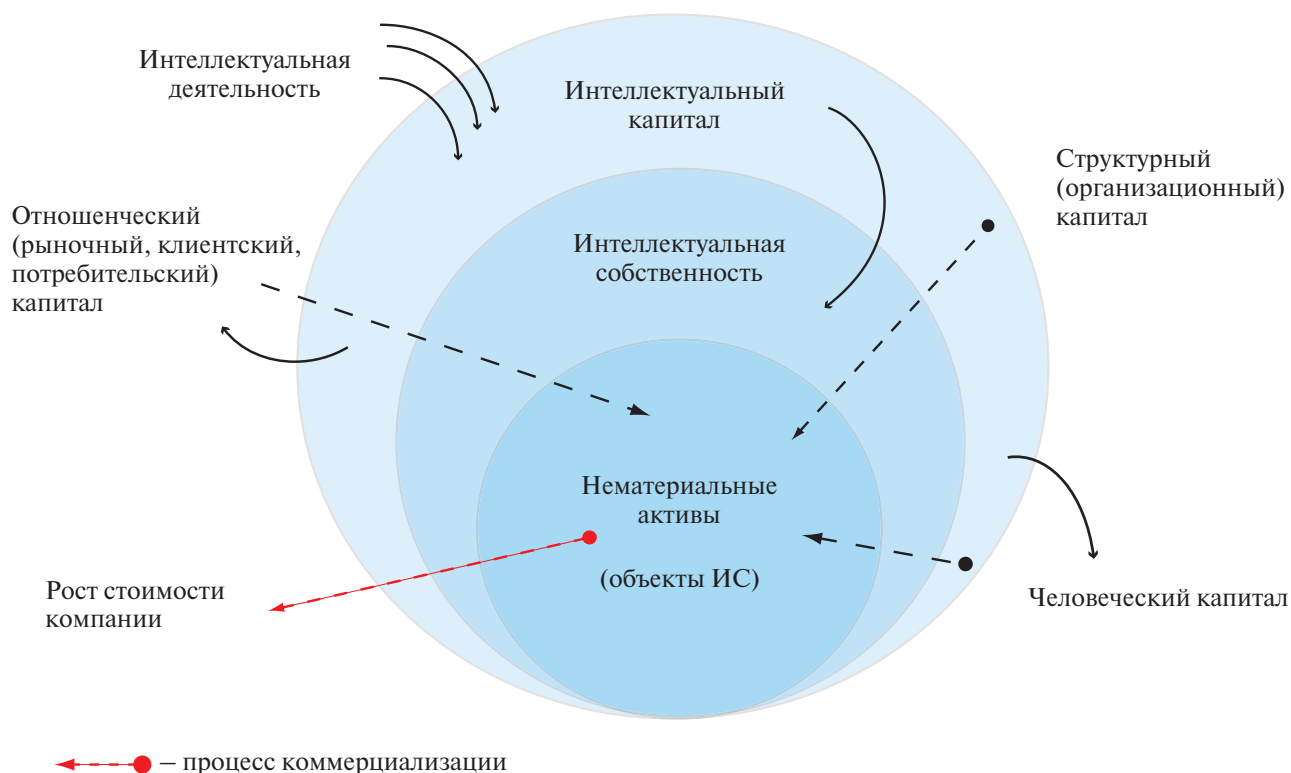 Интеллектуальная
деятельность
Интеллектуальный
капитал
Структурный
(организационный)
капитал
Отношенческий
(рыночный, клиентский,
потребительский)
капитал
Интеллектуальная
собственность
Нематериальные
активы
(объекты ИС)
Рост стоимости
компании
Человеческий капитал
– процесс коммерциализации